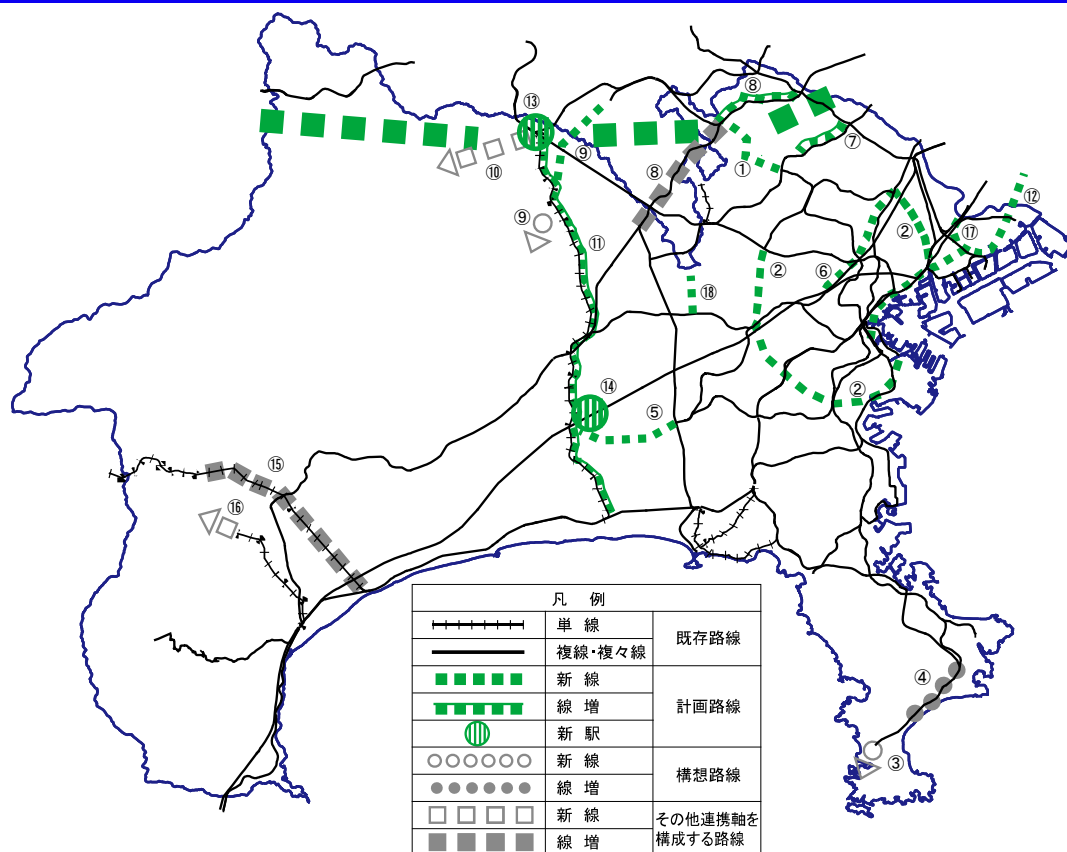 ⑬
⑧
⑫
⑨
①
⑦
⑩
⑧
⑨
②
⑰
⑪
②
⑥
⑱
⑭
②
⑤
⑮
⑯
④
③
凡 例
単 線
既存路線
複線・複々線
新 線
計画路線
線 増
新 駅
新 線
構想路線
線 増
新 線
その他連携軸を
構成する路線
線 増